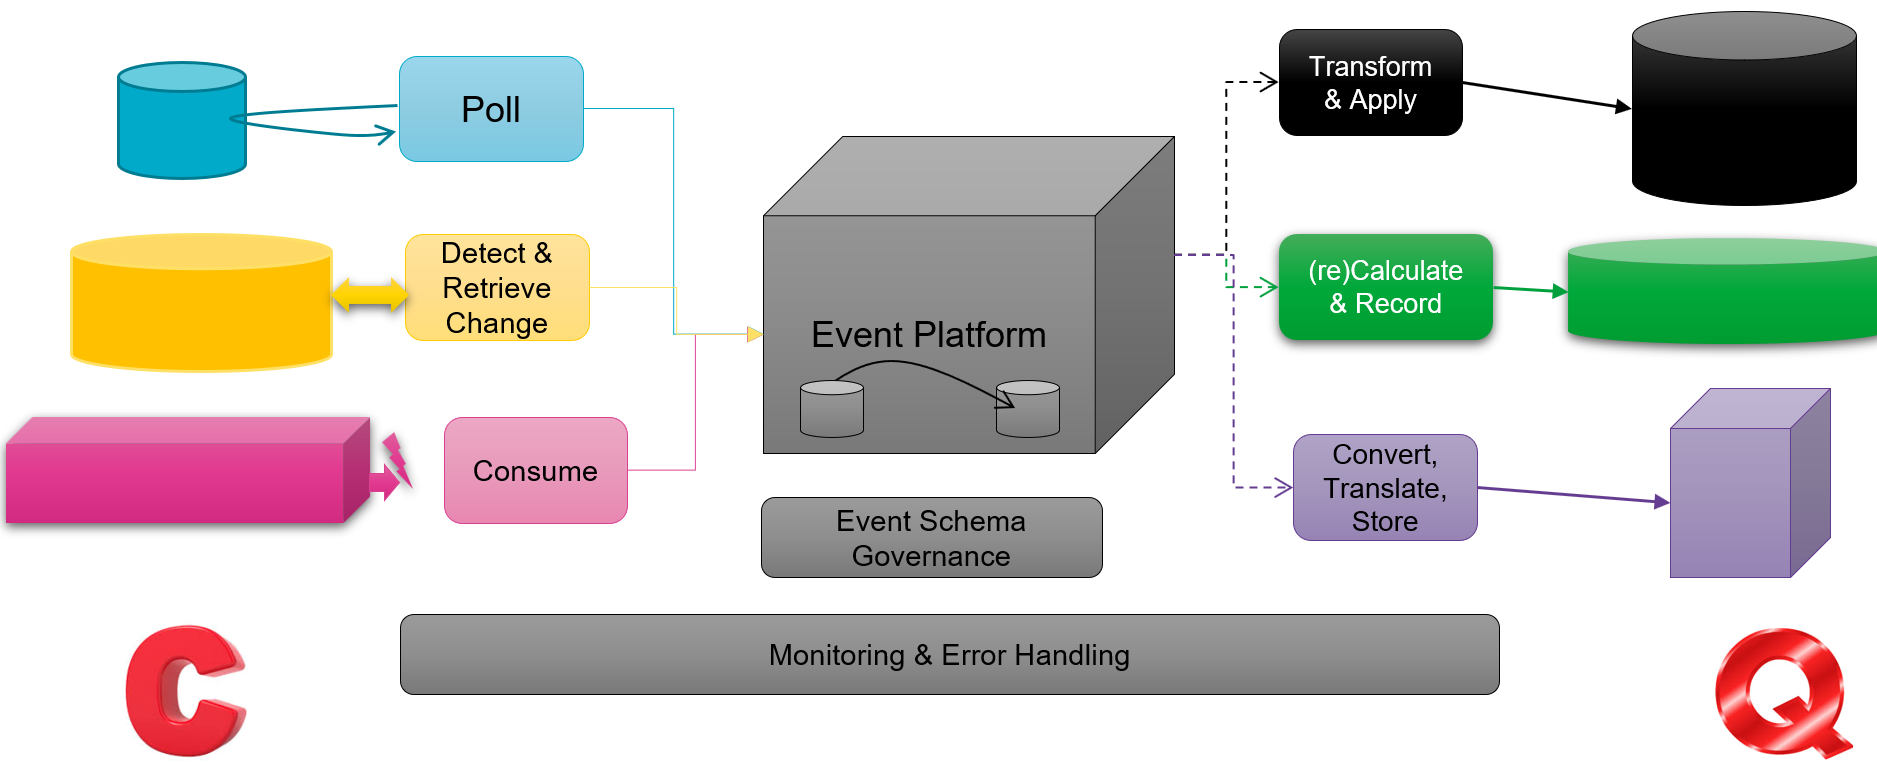 Poll
Detect &
Retrieve
Change
Consume
Event Platform
Event Schema
Governance
Monitoring & Error Handling
Transform
& Apply
(re)Calculate
& Record
Convert,
Translate,
Store
C
Q